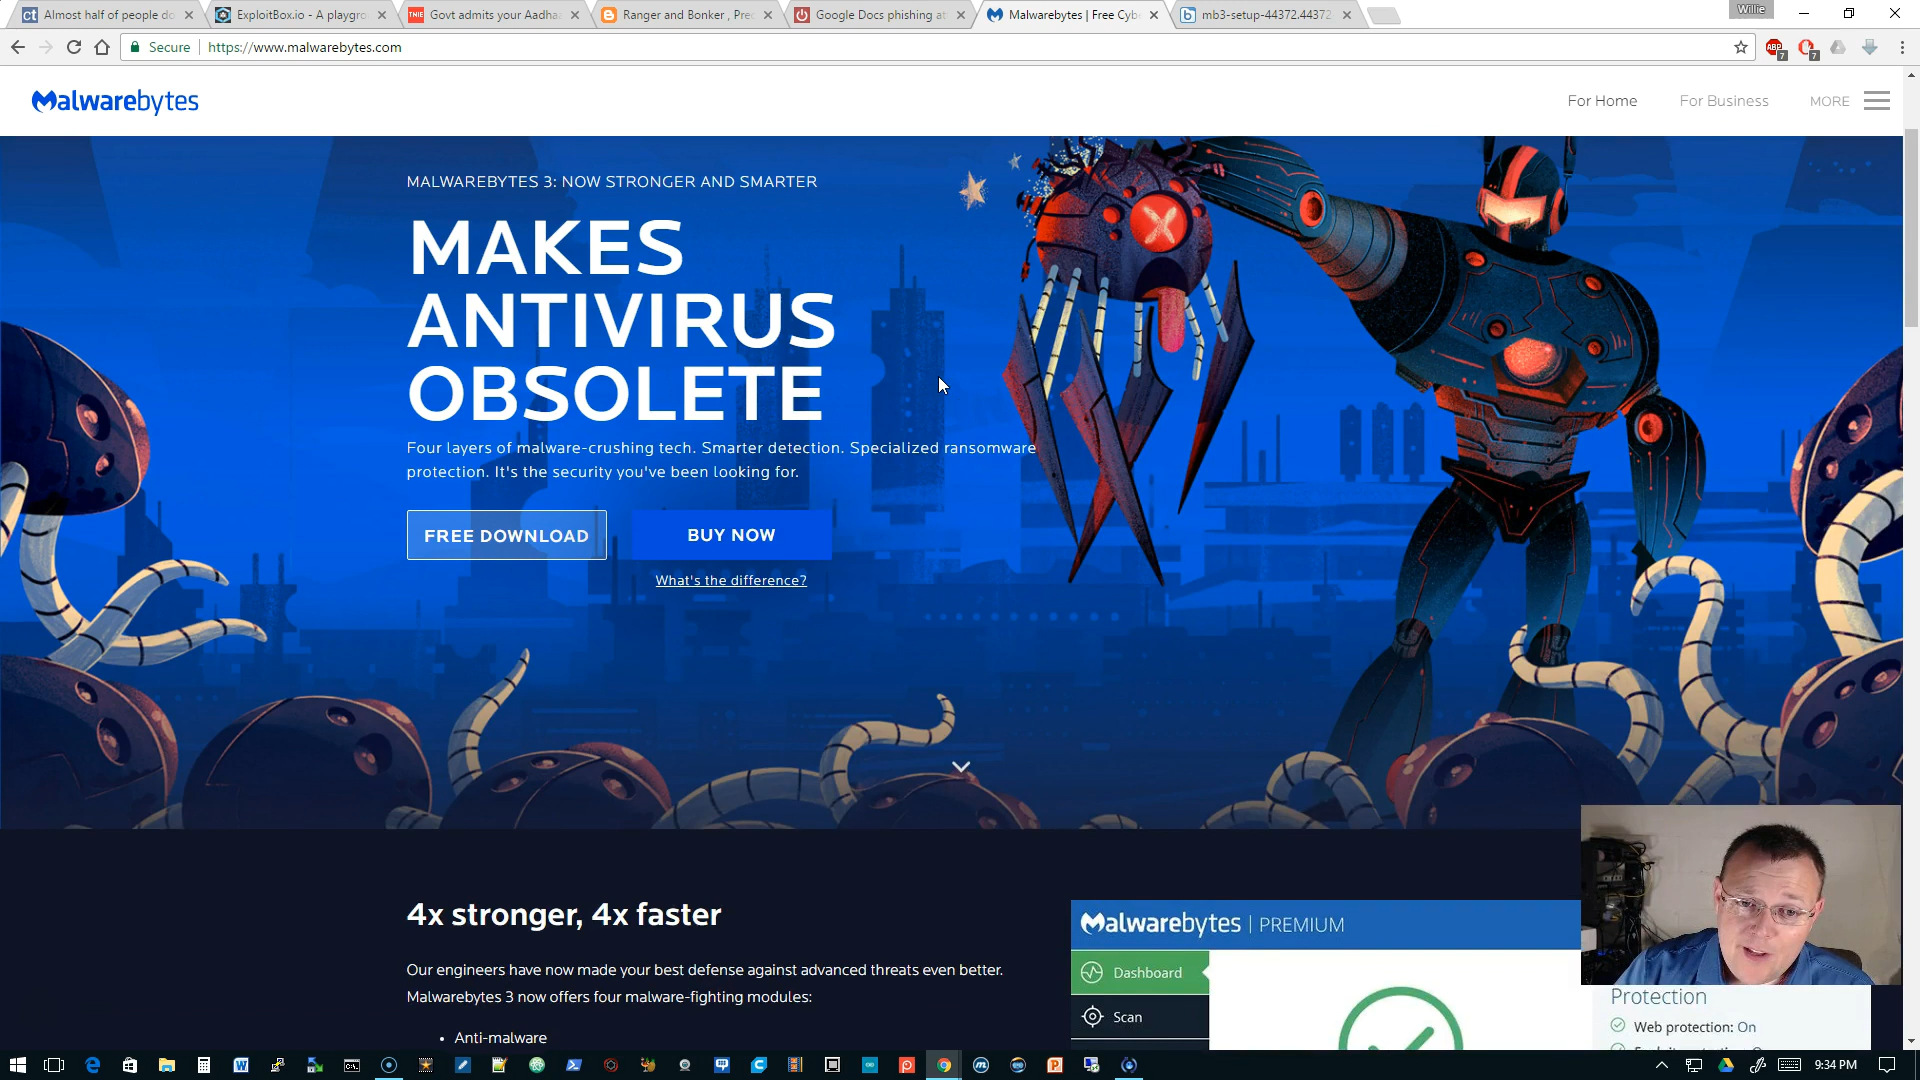 Almost half of people do
ExploitBox.io - A playgro
Govt admits your Aadha
Ranger and Bonker , Prec
Google Docs phishing at
Malwarebytes | Free Cybe
mb3-setup-44372.44372
Willie
Secure
https://www.malwarebytes.com
Malwarebytes
For Home
For Business
MORE
MALWAREBYTES 3: NOW STRONGER AND SMARTER
MAKES
ANTIVIRUS
OBSOLETE
Four layers of malware-crushing tech. Smarter detection. Specialized ransomware
protection. It's the security you've been looking for.
FREE DOWNLOAD
BUY NOW
What's the difference?
4x stronger, 4x faster
Our engineers have now made your best defense against advanced threats even better.
Malwarebytes 3 now offers four malware-fighting modules:
• Anti-malware
Malwarebytes | PREMIUM
Dashboard
Scan
Protection
Web protection: On
9:34 PM